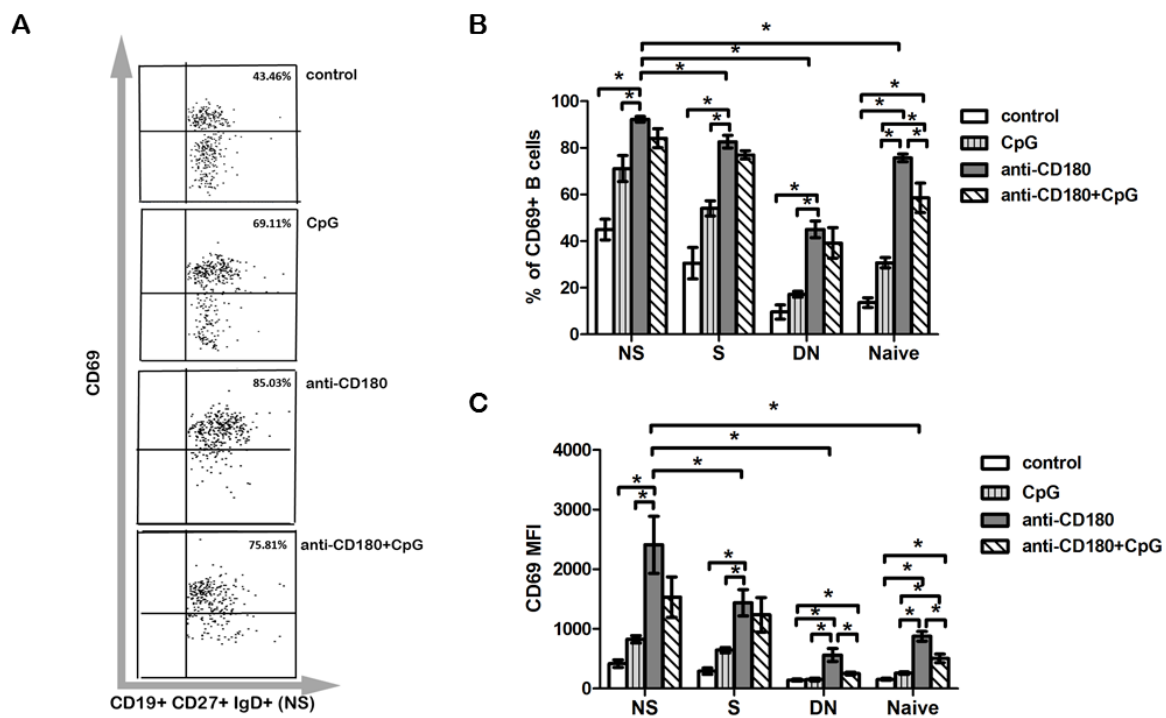 A
CD69
43.46%
control
69.11%
CpG
85.03%
anti-CD180
75.81%
anti-CD180+CpG
CD19+ CD27+ IgD+ (NS)
B
% of CD69+ B cells
100
80
60
40
20
0
* * * * * * * * * * * * * * *
NS S DN Naive
control
CpG
anti-CD180
anti-CD180+CpG
C
CD69 MFI
4000
3000
2000
1000
0
* * * * * * * * * * * * * * * *
NS S DN Naive
control
CpG
anti-CD180
anti-CD180+CpG